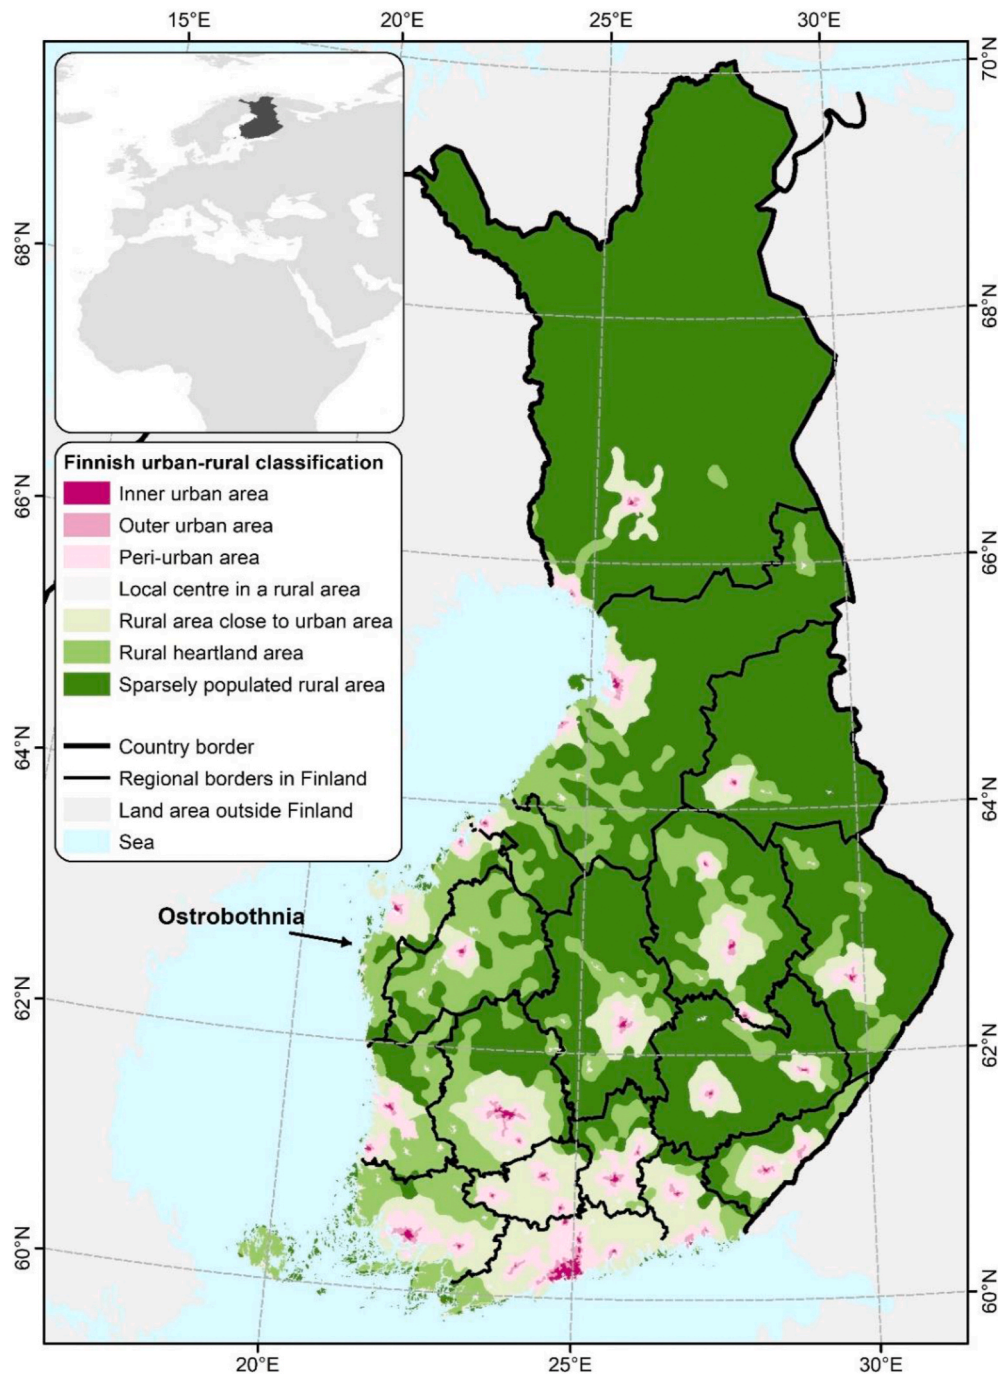 15°E 20°E 25°E 30°E
70°N
68°N
68°N
66°N
66°N
64°N
64°N
62°N
62°N
60°N
60°N
Finnish urban-rural classification
Inner urban area
Outer urban area
Peri-urban area
Local centre in a rural area
Rural area close to urban area
Rural heartland area
Sparsely populated rural area
Country border
Regional borders in Finland
Land area outside Finland
Sea
Ostrobothnia
20°E 25°E 30°E